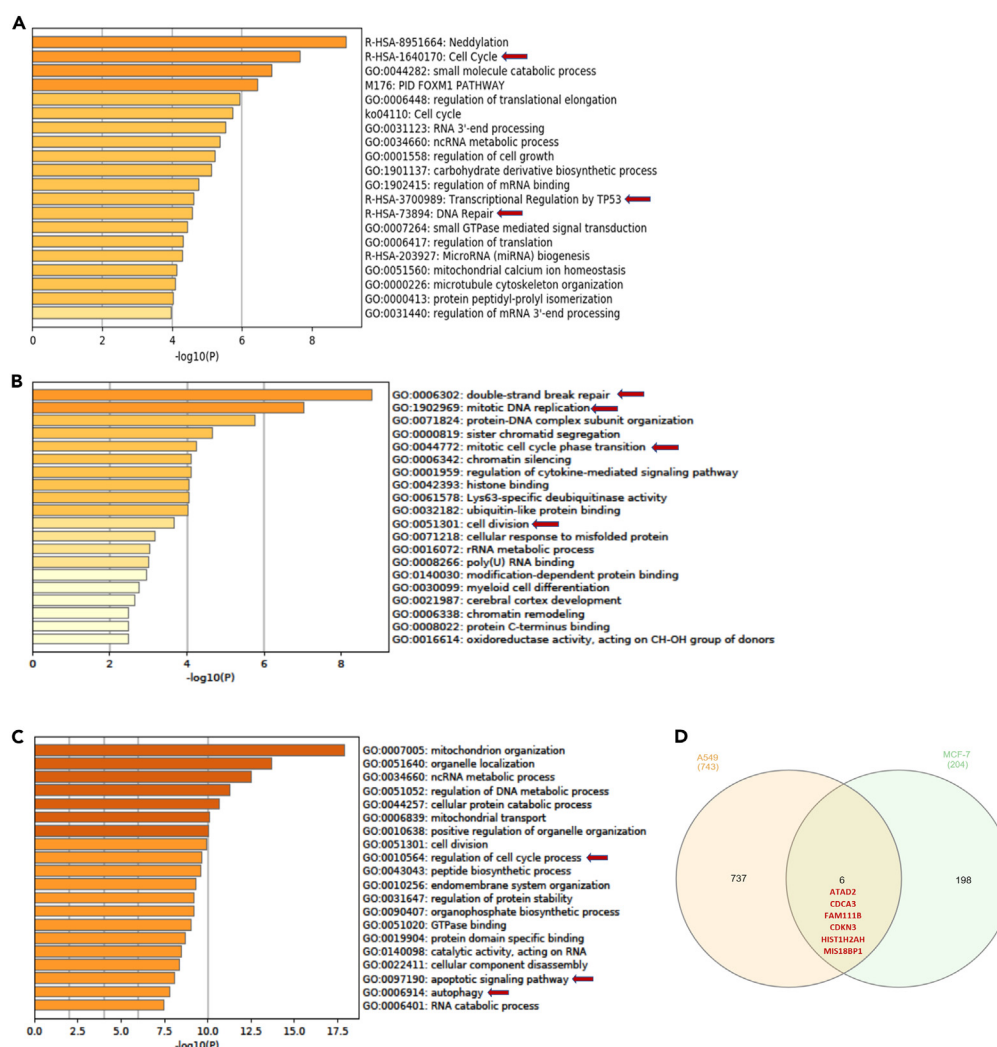 A
R-HSA-8951664: Neddylation
R-HSA-1640170: Cell Cycle
GO:0044282: small molecule catabolic process
M176: PID FOXM1 PATHWAY
GO:0006448: regulation of translational elongation
ko04110: Cell cycle
GO:0031123: RNA 3'-end processing
GO:0034660: ncRNA metabolic process
GO:0001558: regulation of cell growth
GO:1901137: carbohydrate derivative biosynthetic process
GO:1902415: regulation of mRNA binding
R-HSA-3700989: Transcriptional Regulation by TP53
R-HSA-73894: DNA Repair
GO:0007264: small GTPase mediated signal transduction
GO:0006417: regulation of translation
R-HSA-203927: MicroRNA (miRNA) biogenesis
GO:0051560: mitochondrial calcium ion homeostasis
GO:0000226: microtubule cytoskeleton organization
GO:0000413: protein peptidyl-prolyl isomerization
GO:0031440: regulation of mRNA 3'-end processing
0 2 4 6 8
-log10(P)
B
GO:0006302: double-strand break repair
GO:1902969: mitotic DNA replication
GO:0071824: protein-DNA complex subunit organization
GO:0000819: sister chromatid segregation
GO:0044772: mitotic cell cycle phase transition
GO:0006342: chromatin silencing
GO:0001959: regulation of cytokine-mediated signaling pathway
GO:0042393: histone binding
GO:0061578: Lys63-specific deubiquitinase activity
GO:0032182: ubiquitin-like protein binding
GO:0051301: cell division
GO:0071218: cellular response to misfolded protein
GO:0016072: rRNA metabolic process
GO:0008266: poly(U) RNA binding
GO:0140030: modification-dependent protein binding
GO:0030099: myeloid cell differentiation
GO:0021987: cerebral cortex development
GO:0006338: chromatin remodeling
GO:0008022: protein C-terminus binding
GO:0016614: oxidoreductase activity, acting on CH-OH group of donors
0 2 4 6 8
-log10(P)
C
GO:0007005: mitochondrion organization
GO:0051640: organelle localization
GO:0034660: ncRNA metabolic process
GO:0051052: regulation of DNA metabolic process
GO:0044257: cellular protein catabolic process
GO:0006839: mitochondrial transport
GO:0010638: positive regulation of organelle organization
GO:0051301: cell division
GO:0010564: regulation of cell cycle process
GO:0043043: peptide biosynthetic process
GO:0010256: endomembrane system organization
GO:0031647: regulation of protein stability
GO:0090407: organophosphate biosynthetic process
GO:0051020: GTPase binding
GO:0019904: protein domain specific binding
GO:0140098: catalytic activity, acting on RNA
GO:0022411: cellular component disassembly
GO:0097190: apoptotic signaling pathway
GO:0006914: autophagy
GO:0006401: RNA catabolic process
0.0 2.5 5.0 7.5 10.0 12.5 15.0 17.5
-log10(P)
D
A549
(743)
MCF-7
(204)
737 6 198
ATAD2
CDCA3
FAM111B
CDKN3
HIST1H2AH
MIS18BP1